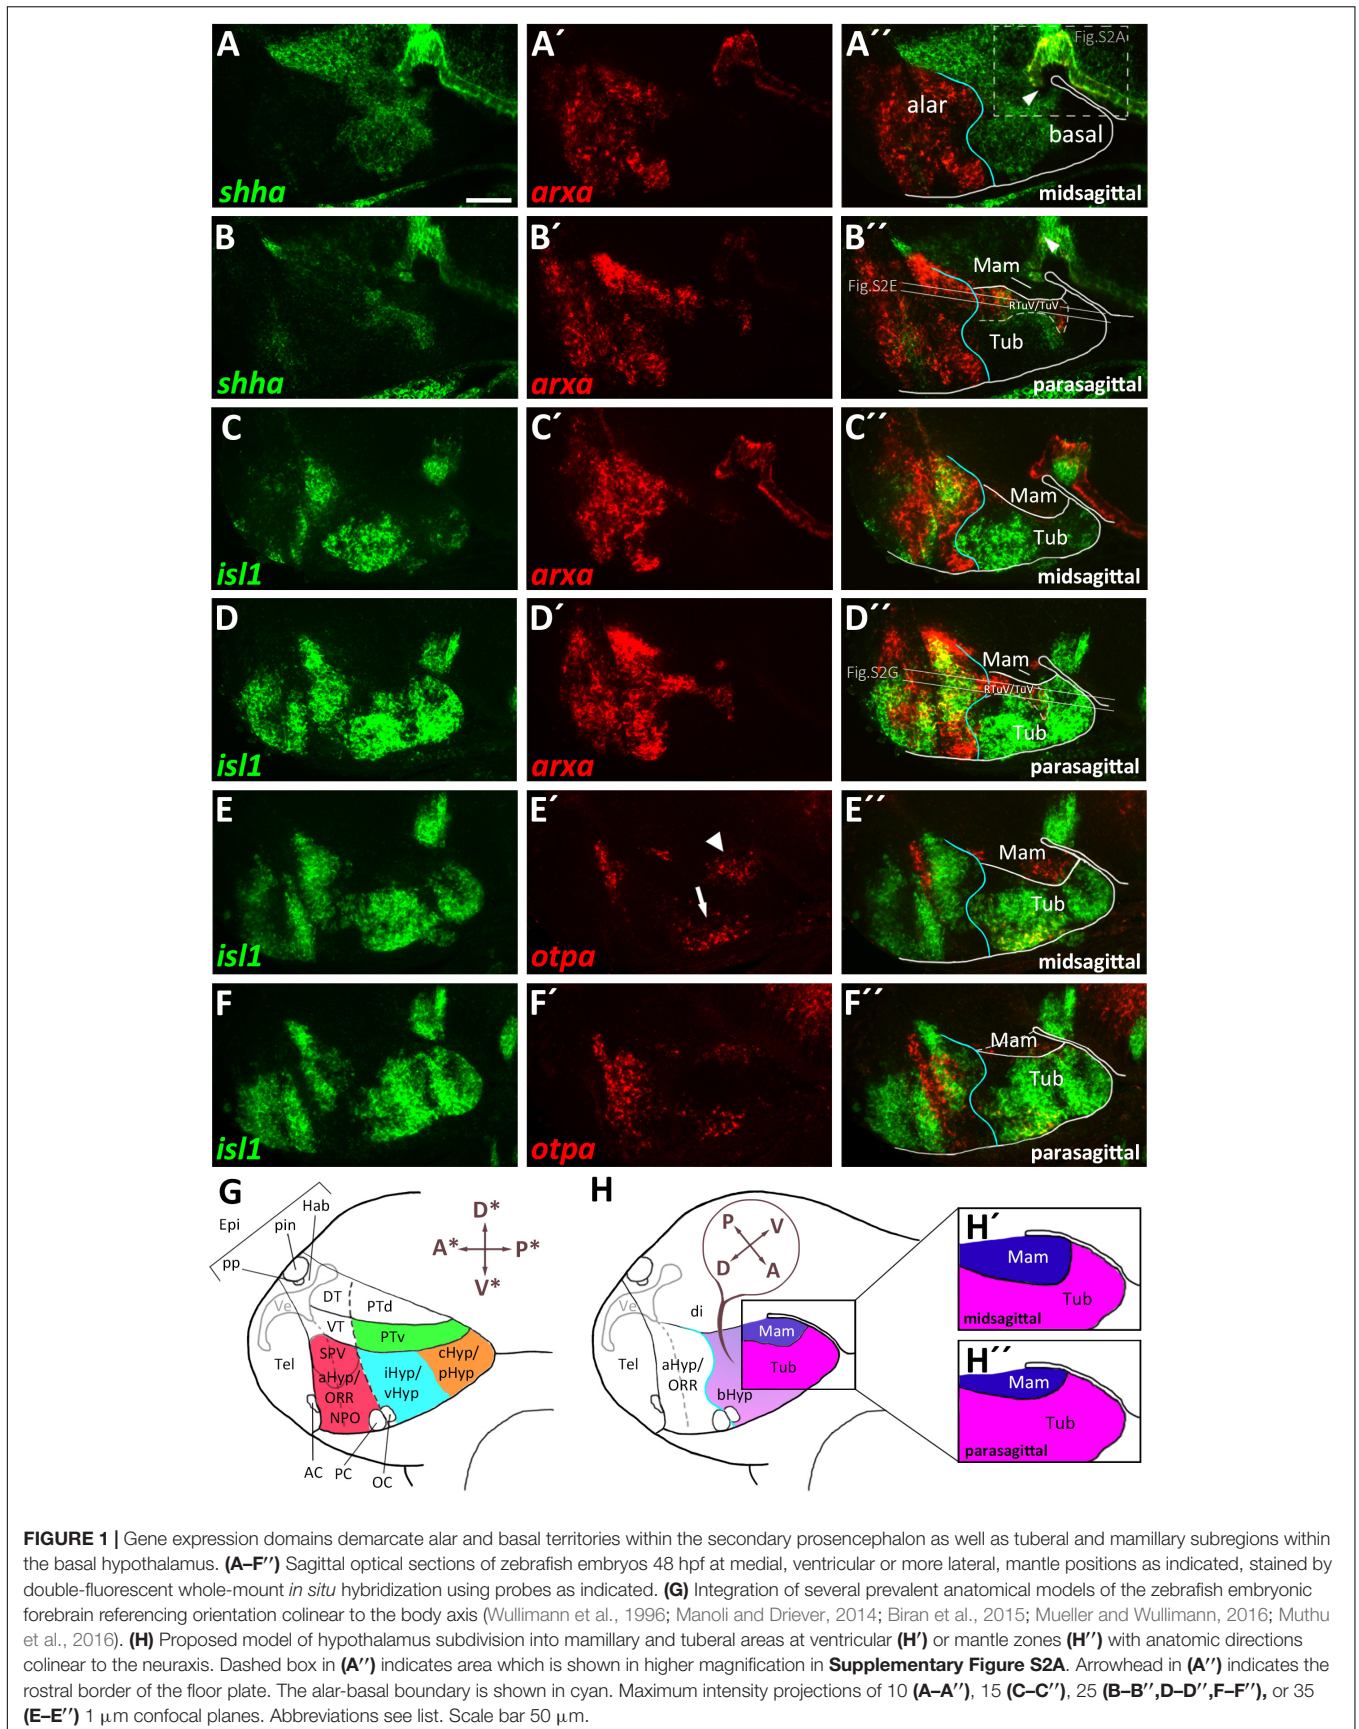 A
shha
A´
arxa
A´´
Fig.S2A
alar
basal
midsagittal
B
shha
B´
arxa
B´´
Mam
Fig.S2E
RTuV/TuV
Tub
parasagittal
C
isl1
C´
arxa
C´´
Mam
Tub
midsagittal
D
isl1
D´
arxa
D´´
Mam
Fig.S2G
RTuV/TuV
Tub
parasagittal
E
isl1
E´
otpa
E´´
Mam
Tub
midsagittal
F
isl1
F´
otpa
F´´
Mam
Tub
parasagittal
G
Epi
pin
Hab
pp
Ve
DT
PTd
VT
PTv
SPV
Tel
aHyp/
ORR
NPO
iHyp/
vHyp
cHyp/
pHyp
AC
PC
OC
D*
A*
P*
V*
H
P
V
D
A
Ve
di
Tel
aHyp/
ORR
bHyp
Mam
Tub
H´
Mam
Tub
midsagittal
H´´
Mam
Tub
parasagittal
FIGURE 1 | Gene expression domains demarcate alar and basal territories within the secondary prosencephalon as well as tuberal and mamillary subregions within
the basal hypothalamus. (A–F′′) Sagittal optical sections of zebrafish embryos 48 hpf at medial, ventricular or more lateral, mantle positions as indicated, stained by
double-fluorescent whole-mount in situ hybridization using probes as indicated. (G) Integration of several prevalent anatomical models of the zebrafish embryonic
forebrain referencing orientation colinear to the body axis (Wullimann et al., 1996; Manoli and Driever, 2014; Biran et al., 2015; Mueller and Wullimann, 2016; Muthu
et al., 2016). (H) Proposed model of hypothalamus subdivision into mamillary and tuberal areas at ventricular (H′) or mantle zones (H′′) with anatomic directions
colinear to the neuraxis. Dashed box in (A′′) indicates area which is shown in higher magnification in Supplementary Figure S2A. Arrowhead in (A′′) indicates the
rostral border of the floor plate. The alar-basal boundary is shown in cyan. Maximum intensity projections of 10 (A–A′′), 15 (C–C′′), 25 (B–B′′,D–D′′,F–F′′), or 35
(E–E′′) 1 μm confocal planes. Abbreviations see list. Scale bar 50 μm.